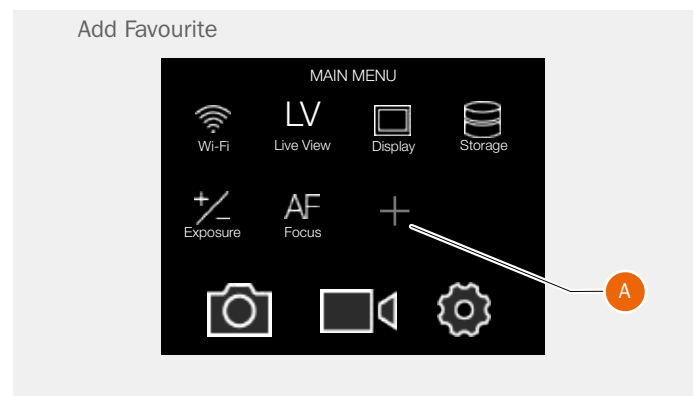 Add Favourite
MAIN MENU
LV
Wi-Fi
Live View
Display
Storage
AF
Exposure
Focus
A